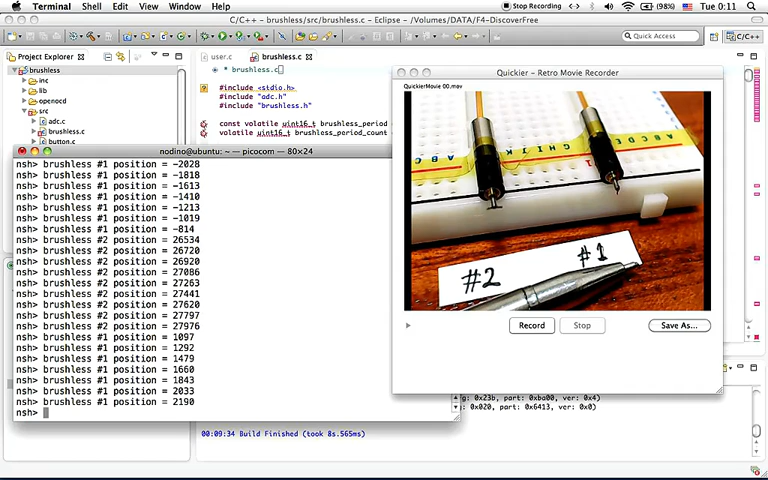 Terminal Shell Edit View Window Help Stop Recording (98%) Tue 0:11
C/C++ - brushless/src/brushless.c - Eclipse - /Volumes/DATA/F4-DiscoverFree
Quick Access C/C++
Project Explorer
brushless
inc
lib
openocd
src
adc.c
brushless.c
button.c
user.c brushless.c
* brushless.c
#include <stdio.h>
#include "adc.h"
#include "brushless.h"
const volatile uint16_t brushless_period
volatile uint16_t brushless_period_count
nodino@ubuntu: ~ — picocom — 80×24
nsh> brushless #1 position = -2028
nsh> brushless #1 position = -1818
nsh> brushless #1 position = -1613
nsh> brushless #1 position = -1410
nsh> brushless #1 position = -1213
nsh> brushless #1 position = -1019
nsh> brushless #1 position = -814
nsh> brushless #2 position = 26534
nsh> brushless #2 position = 26720
nsh> brushless #2 position = 26920
nsh> brushless #2 position = 27086
nsh> brushless #2 position = 27263
nsh> brushless #2 position = 27441
nsh> brushless #2 position = 27620
nsh> brushless #2 position = 27797
nsh> brushless #2 position = 27976
nsh> brushless #1 position = 1097
nsh> brushless #1 position = 1292
nsh> brushless #1 position = 1479
nsh> brushless #1 position = 1660
nsh> brushless #1 position = 1843
nsh> brushless #1 position = 2033
nsh> brushless #1 position = 2190
nsh>
Quickier - Retro Movie Recorder
QuickierMovie 00.mov
A B C D E
A B C D E
#2 #1
Record Stop Save As...
g: 0x23b, part: 0xba00, ver: 0x4)
g: 0x020, part: 0x6413, ver: 0x0)
00:09:34 Build Finished (took 8s.565ms)